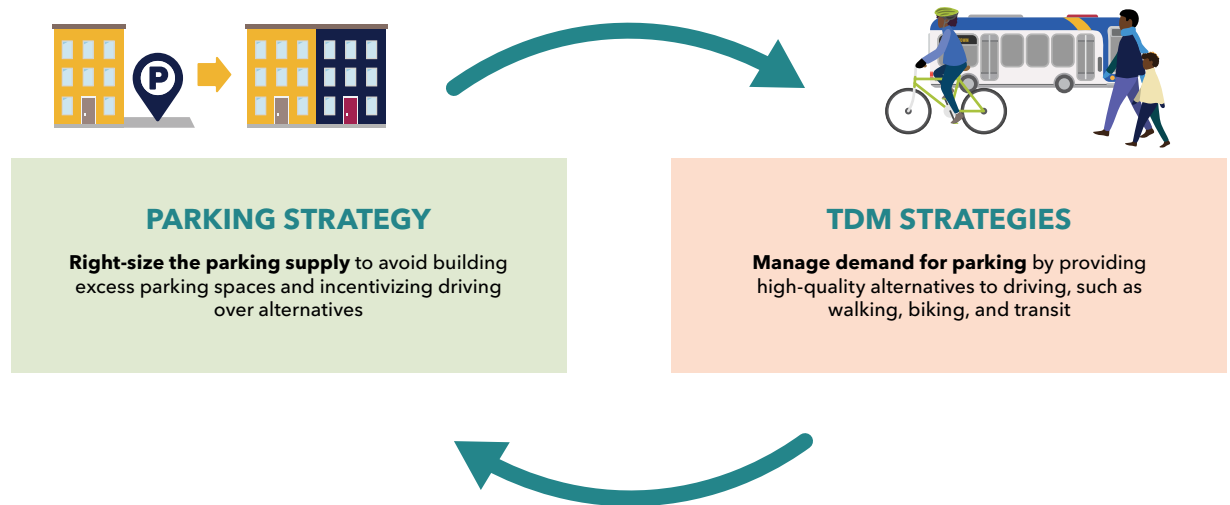 P
PARKING STRATEGY
Right-size the parking supply to avoid building
excess parking spaces and incentivizing driving
over alternatives
TDM STRATEGIES
Manage demand for parking by providing
high-quality alternatives to driving, such as
walking, biking, and transit